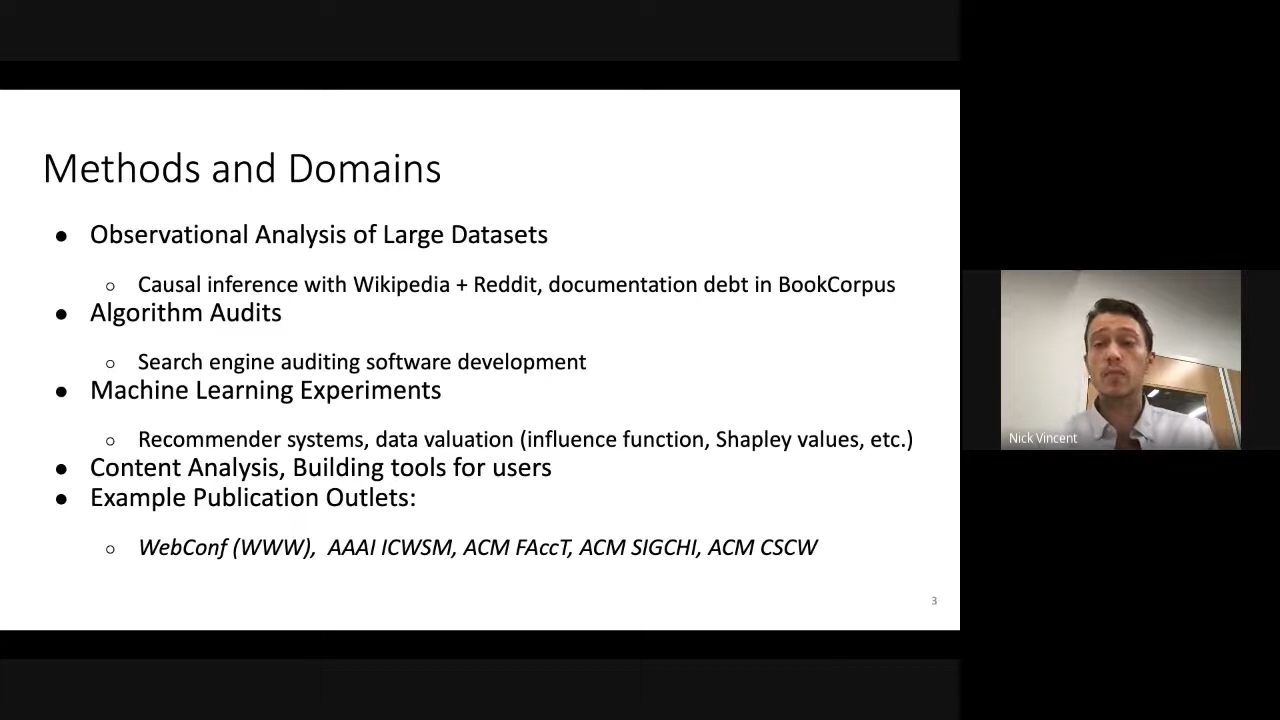 Methods and Domains
● Observational Analysis of Large Datasets
○ Causal inference with Wikipedia + Reddit, documentation debt in BookCorpus
● Algorithm Audits
○ Search engine auditing software development
● Machine Learning Experiments
○ Recommender systems, data valuation (influence function, Shapley values, etc.)
● Content Analysis, Building tools for users
● Example Publication Outlets:
○ WebConf (WWW), AAAI ICWSM, ACM FAccT, ACM SIGCHI, ACM CSCW
3
Nick Vincent